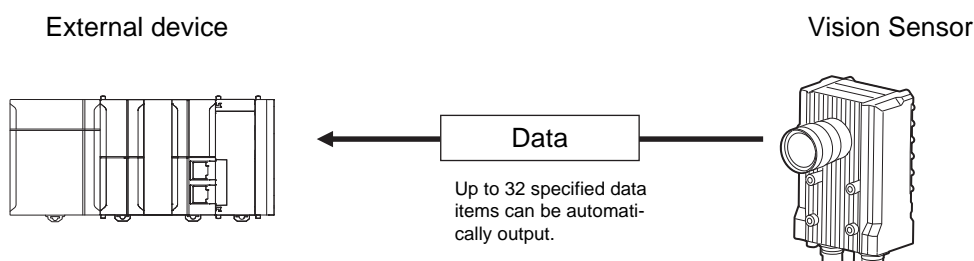 External device
Vision Sensor
Data
Up to 32 specified data
items can be automati-
cally output.